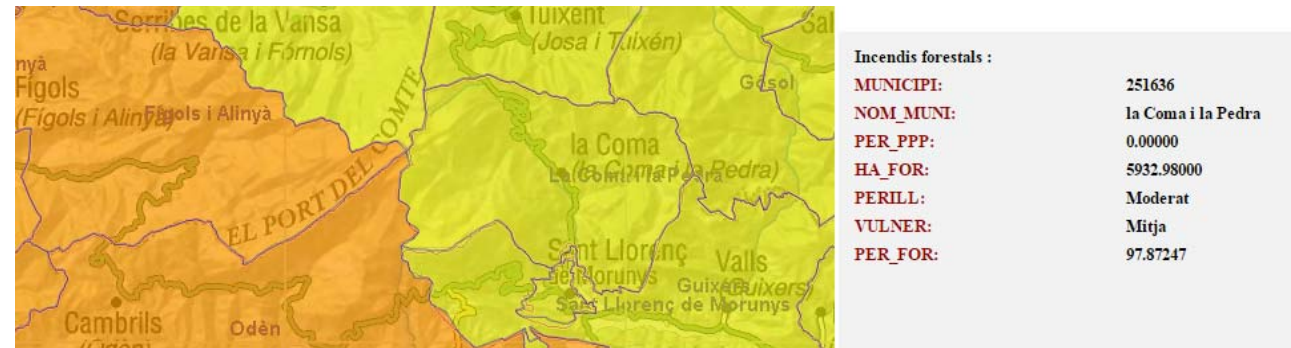 Sorribes de la Vansa
(la Vansa i Fórnols)
Tuixent
(Josa i Tuixén)
Sal
nyà
Fígols
(Fígols i Alinyà)
Fígols i Alinyà
Gósol
EL PORT DEL COMTE
la Coma
(la Coma i la Pedra)
La Coma i la Pedra
Sant Llorenç
de Morunys
Valls
Guixers
(Guixers)
Sant Llorenç de Morunys
Cambrils
(Odèn)
Odèn
Incendis forestals :
MUNICIPI: 251636
NOM_MUNI: la Coma i la Pedra
PER_PPP: 0.00000
HA_FOR: 5932.98000
PERILL: Moderat
VULNER: Mitja
PER_FOR: 97.87247